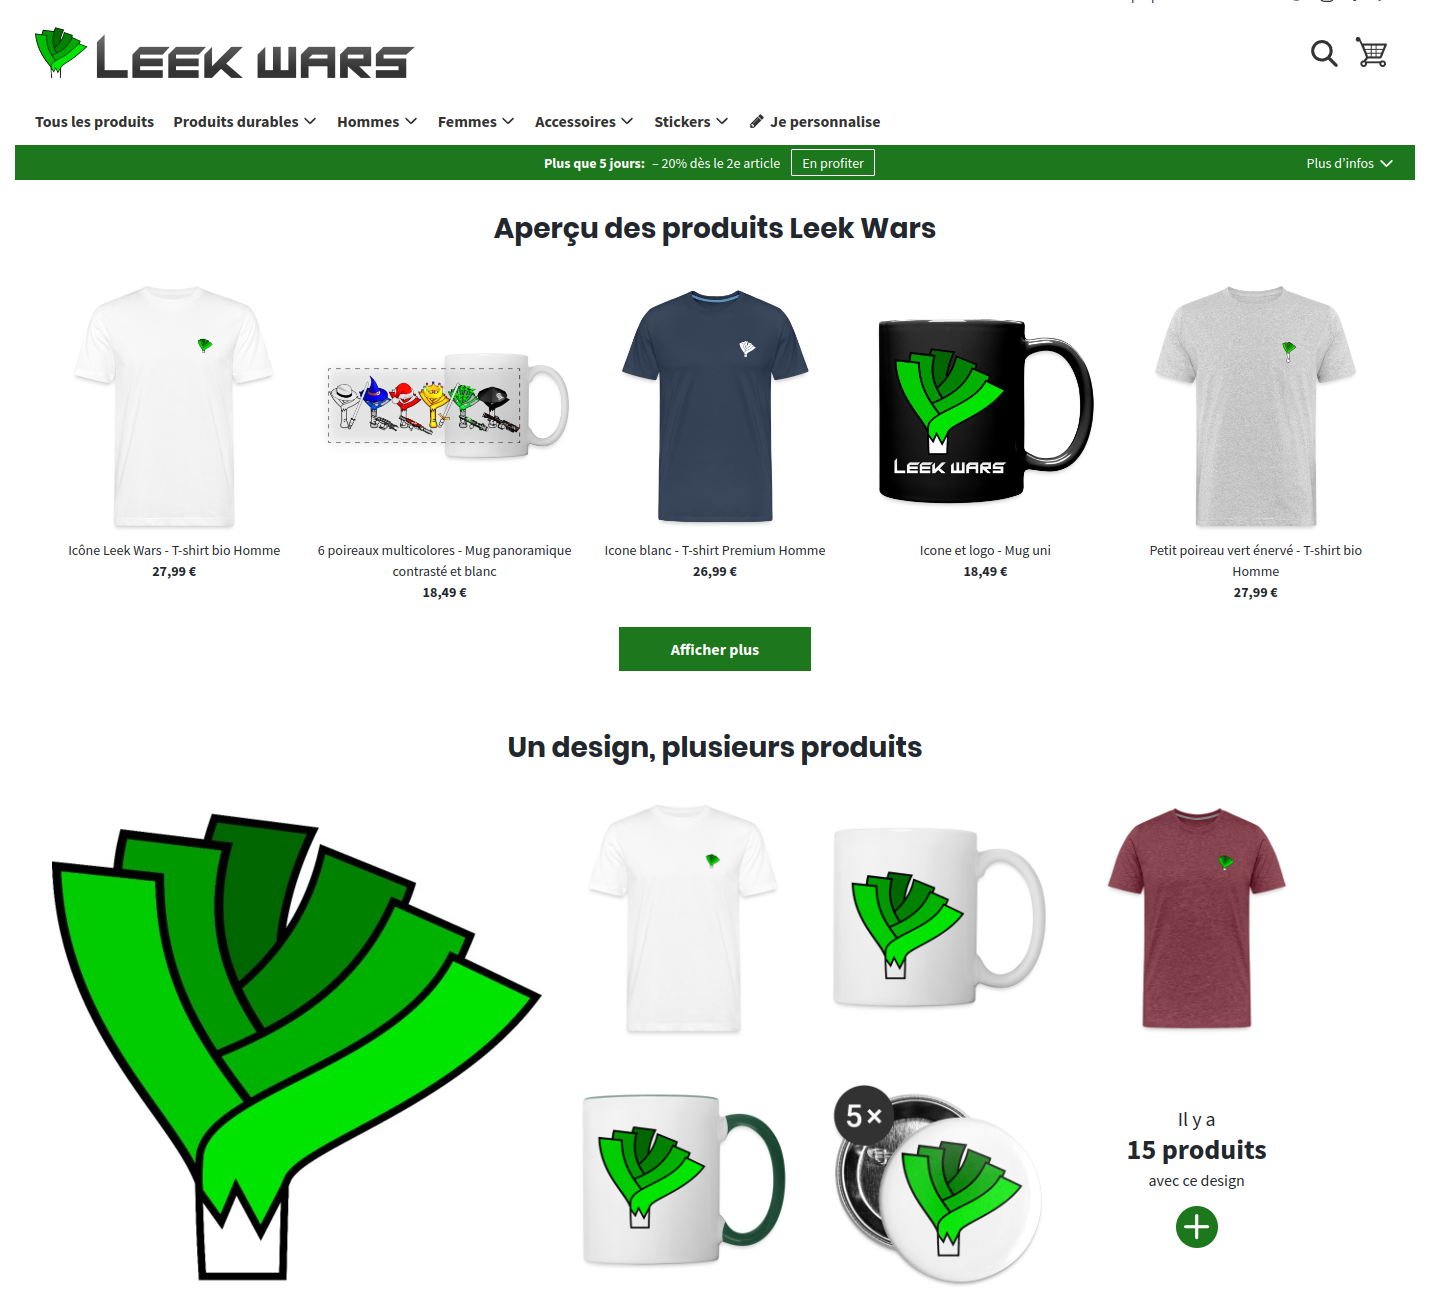 LEEK WARS
Tous les produits
Produits durables
Hommes
Femmes
Accessoires
Stickers
Je personnalise
Plus que 5 jours: – 20% dès le 2e article
En profiter
Plus d’infos
Aperçu des produits Leek Wars
LEEK WARS
Icône Leek Wars - T-shirt bio Homme
27,99 €
6 poireaux multicolores - Mug panoramique
contrasté et blanc
18,49 €
Icone blanc - T-shirt Premium Homme
26,99 €
Icone et logo - Mug uni
18,49 €
Petit poireau vert énervé - T-shirt bio
Homme
27,99 €
Afficher plus
Un design, plusieurs produits
5×
Il y a
15 produits
avec ce design